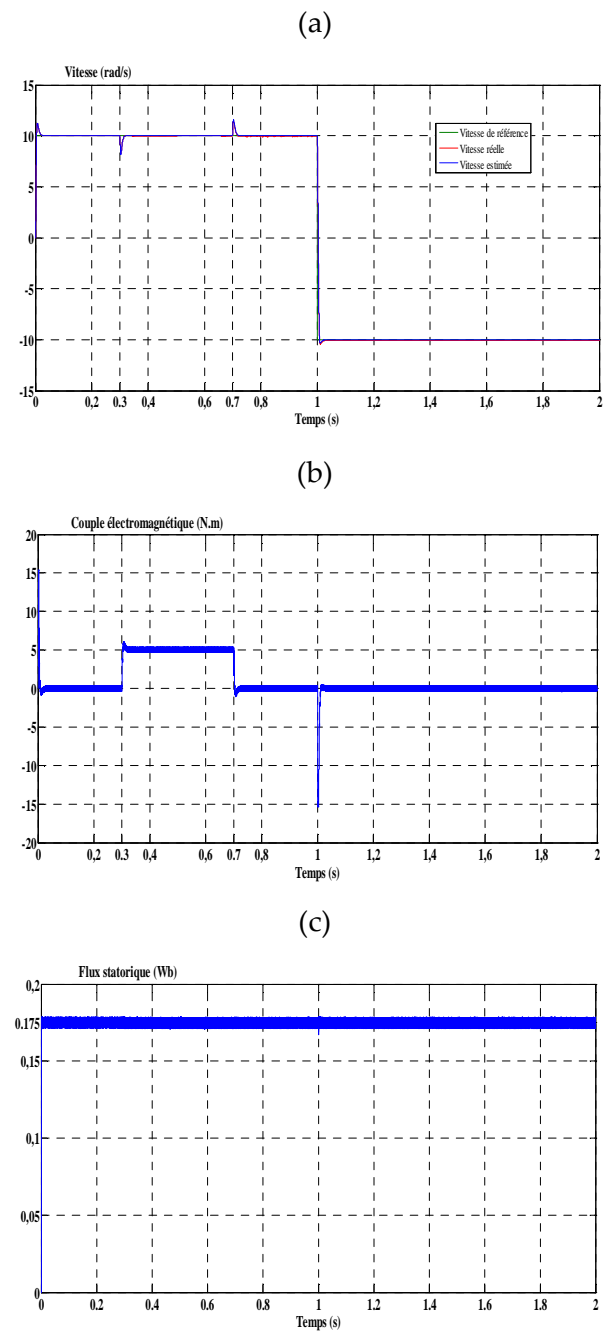 (a)
Vitesse (rad/s)
15
10
5
0
-5
-10
-15
Vitesse de référence
Vitesse réelle
Vitesse estimée
0 0,2 0.3 0,4 0,6 0.7 0,8 1 1,2 1,4 1,6 1,8 2
Temps (s)
(b)
Couple électromagnétique (N.m)
20
15
10
5
0
-5
-10
-15
-20
0 0,2 0.3 0,4 0,6 0.7 0,8 1 1,2 1,4 1,6 1,8 2
Temps (s)
(c)
Flux statorique (Wb)
0,2
0.175
0,15
0,1
0,05
0
0 0.2 0.4 0.6 0.8 1 1.2 1.4 1.6 1.8 2
Temps (s)